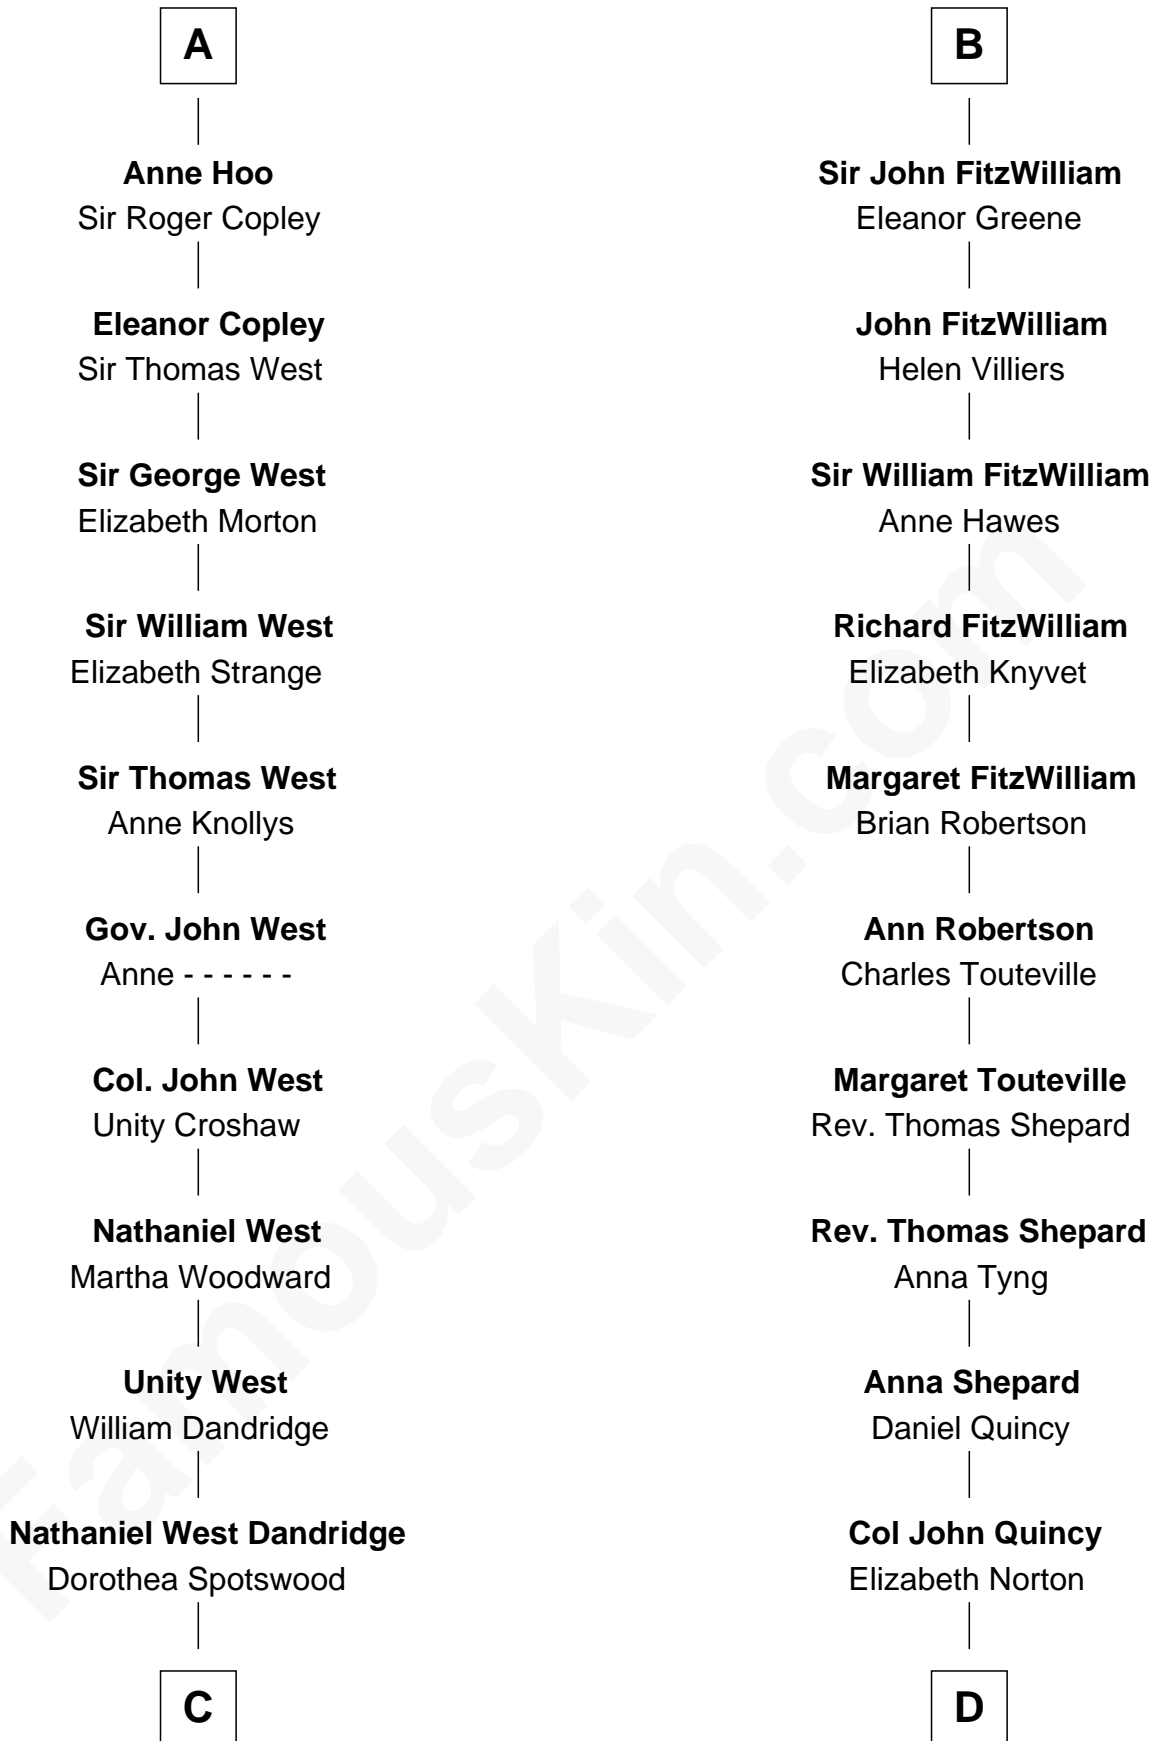 A
Anne Hoo
Sir Roger Copley
Eleanor Copley
Sir Thomas West
Sir George West
Elizabeth Morton
Sir William West
Elizabeth Strange
Sir Thomas West
Anne Knollys
Gov. John West
Anne - - - - - -
Col. John West
Unity Croshaw
Nathaniel West
Martha Woodward
Unity West
William Dandridge
Nathaniel West Dandridge
Dorothea Spotswood
C
B
Sir John FitzWilliam
Eleanor Greene
John FitzWilliam
Helen Villiers
Sir William FitzWilliam
Anne Hawes
Richard FitzWilliam
Elizabeth Knyvet
Margaret FitzWilliam
Brian Robertson
Ann Robertson
Charles Touteville
Margaret Touteville
Rev. Thomas Shepard
Rev. Thomas Shepard
Anna Tyng
Anna Shepard
Daniel Quincy
Col John Quincy
Elizabeth Norton
D
FamousKin.com